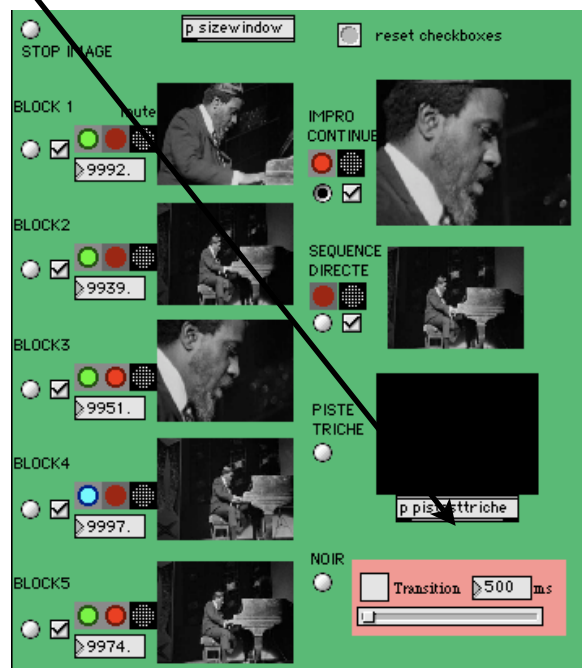 p sizewindow
reset checkboxes
STOP IMAGE
BLOCK 1
9992.
BLOCK2
9939.
BLOCK3
9951.
BLOCK4
9997.
BLOCK5
9974.
IMPRO
CONTINUE
SEQUENCE
DIRECTE
PISTE
TRICHE
NOIR
Transition 500 ms